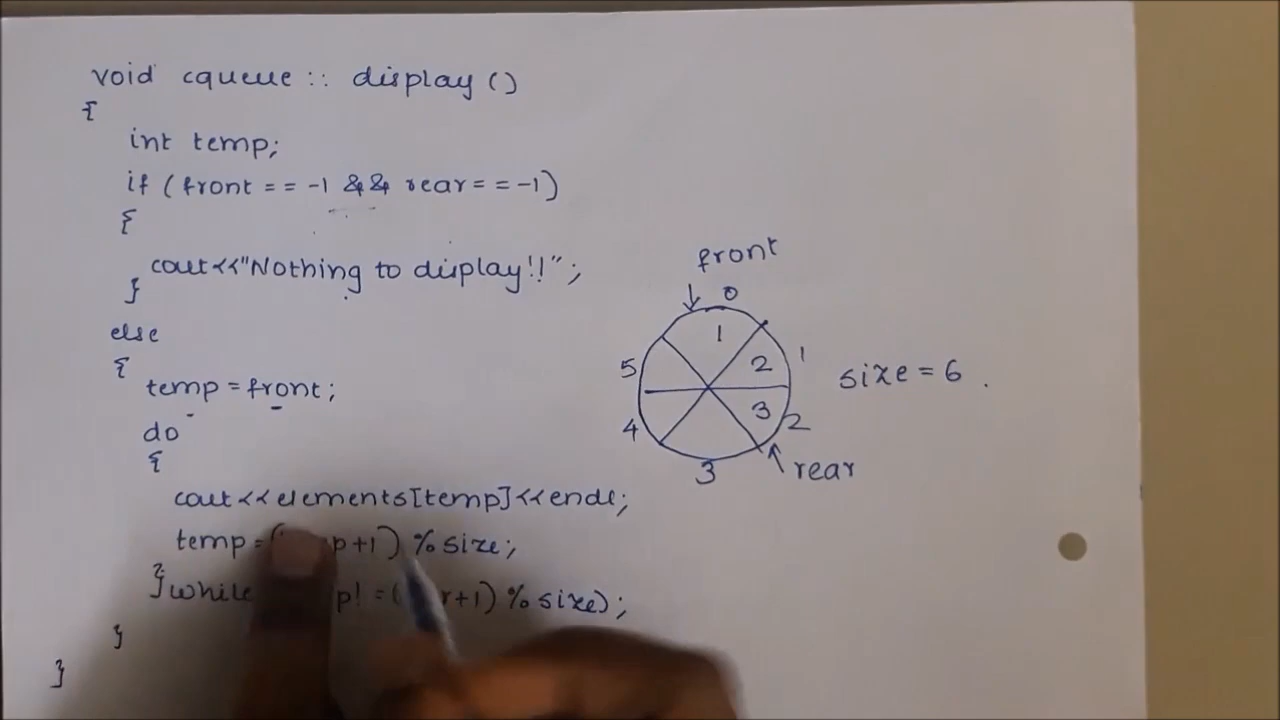 void cqueue :: display ()
{
int temp;
if ( front == -1 && rear == -1)
{
cout<<"Nothing to display!!";
}
else
{
temp = front;
do
{
cout<<elements[temp]<<endl;
temp = ( p+1) % size;
} while p! = ( r+1) % size);
}
}
front
0
1
1
2
5
3
2
4
3
rear
size = 6 .